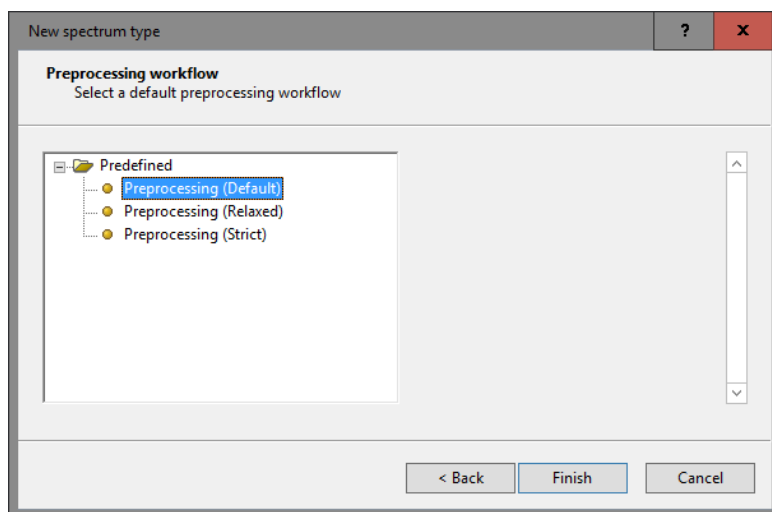 New spectrum type
?
x
Preprocessing workflow
Select a default preprocessing workflow
Predefined
Preprocessing (Default)
Preprocessing (Relaxed)
Preprocessing (Strict)
< Back
Finish
Cancel